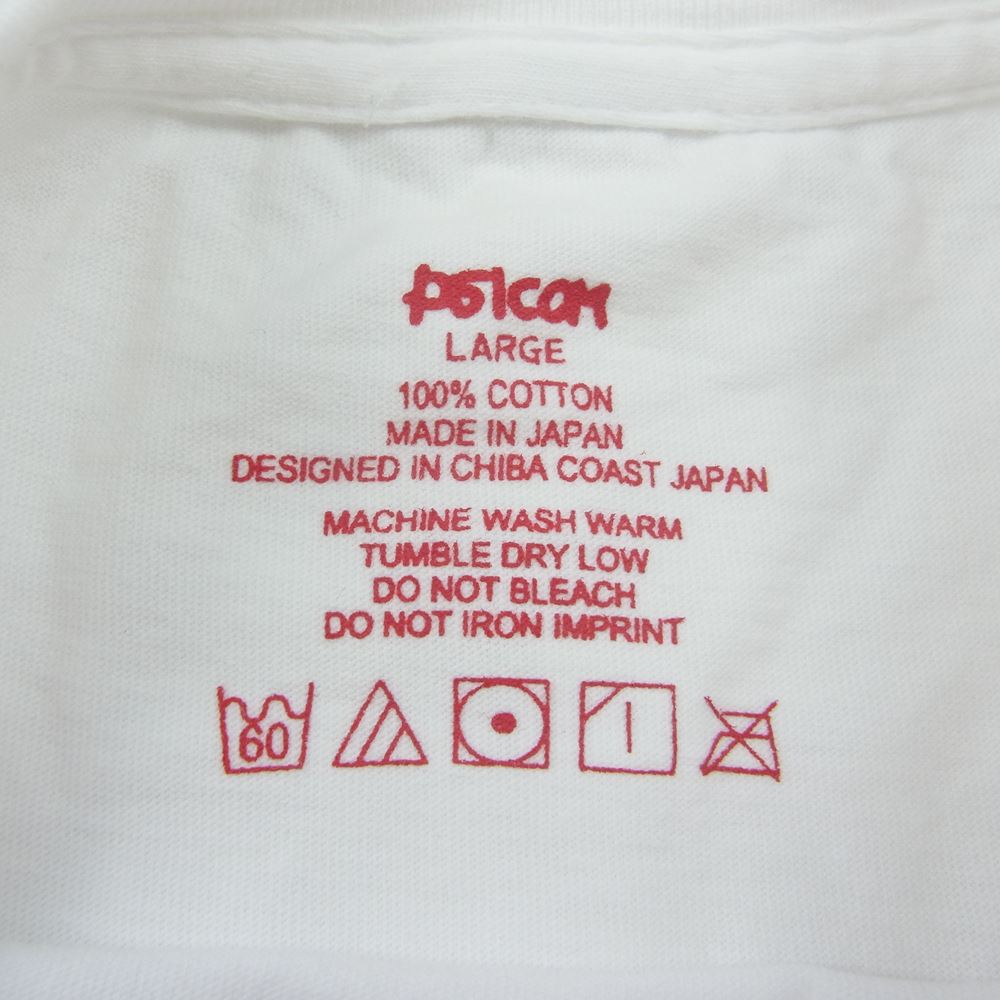 LARGE
100% COTTON
MADE IN JAPAN
DESIGNED IN CHIBA COAST JAPAN
MACHINE WASH WARM
TUMBLE DRY LOW
DO NOT BLEACH
DO NOT IRON IMPRINT
60